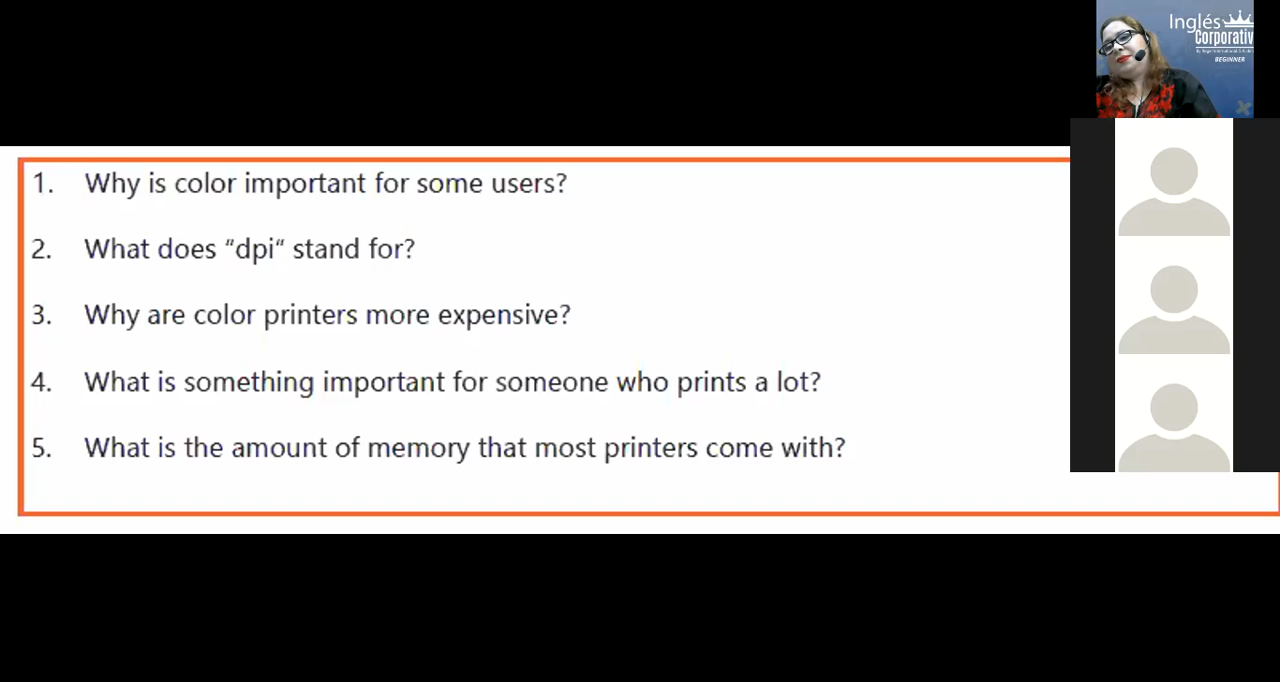 Inglés
Corporativ
BEGINNER
1. Why is color important for some users?
2. What does “dpi“ stand for?
3. Why are color printers more expensive?
4. What is something important for someone who prints a lot?
5. What is the amount of memory that most printers come with?